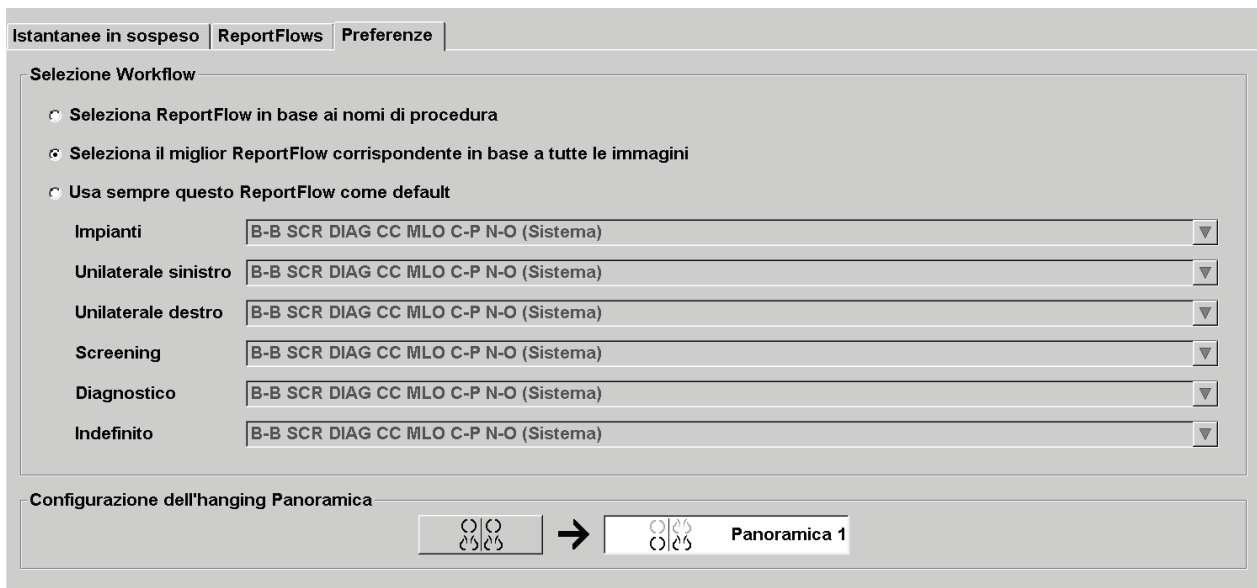 Istantanee in sospeso ReportFlows Preferenze
Selezione Workflow
Seleziona ReportFlow in base ai nomi di procedura
Seleziona il miglior ReportFlow corrispondente in base a tutte le immagini
Usa sempre questo ReportFlow come default
Impianti B-B SCR DIAG CC MLO C-P N-O (Sistema)
Unilaterale sinistro B-B SCR DIAG CC MLO C-P N-O (Sistema)
Unilaterale destro B-B SCR DIAG CC MLO C-P N-O (Sistema)
Screening B-B SCR DIAG CC MLO C-P N-O (Sistema)
Diagnostico B-B SCR DIAG CC MLO C-P N-O (Sistema)
Indefinito B-B SCR DIAG CC MLO C-P N-O (Sistema)
Configurazione dell'hanging Panoramica
Panoramica 1